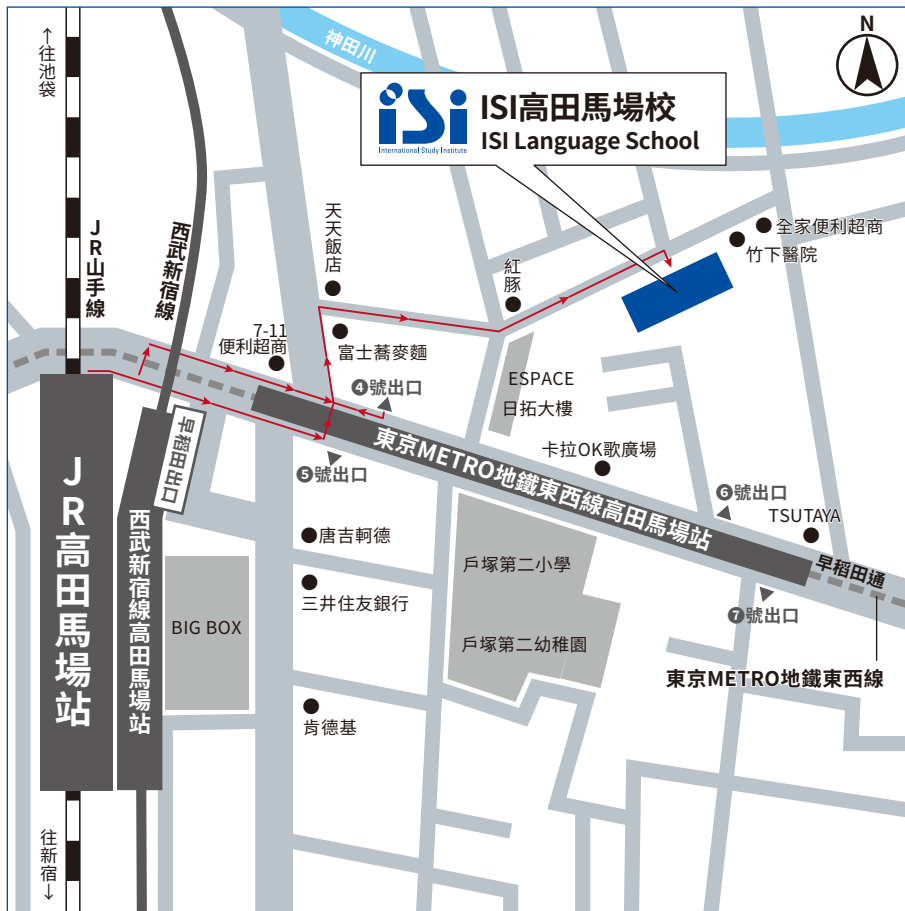 N
↑往池袋
神田川
iSi
International Study Institute
ISI高田馬場校
ISI Language School
JR山手線
西武新宿線
天天飯店
紅豚
全家便利超商
竹下醫院
7-11
便利超商
富士蕎麥麵
❹號出口
ESPACE
日拓大樓
早稻田出口
❺號出口
東京METRO地鐵東西線高田馬場站
卡拉OK歌廣場
❻號出口
TSUTAYA
早稻田通
JR高田馬場站
西武新宿線高田馬場站
唐吉軻德
戶塚第二小學
三井住友銀行
BIG BOX
❼號出口
戶塚第二幼稚園
東京METRO地鐵東西線
肯德基
往新宿↓